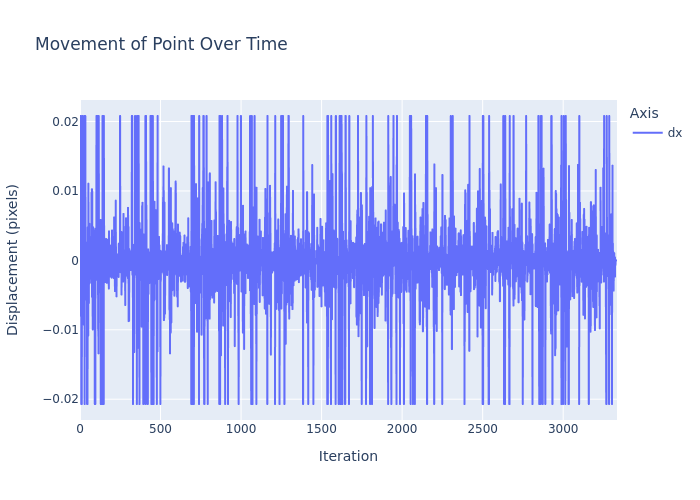 Movement of Point Over Time
Axis
dx
Displacement (pixels)
0.02
0.01
0
−0.01
−0.02
0
500
1000
1500
2000
2500
3000
Iteration